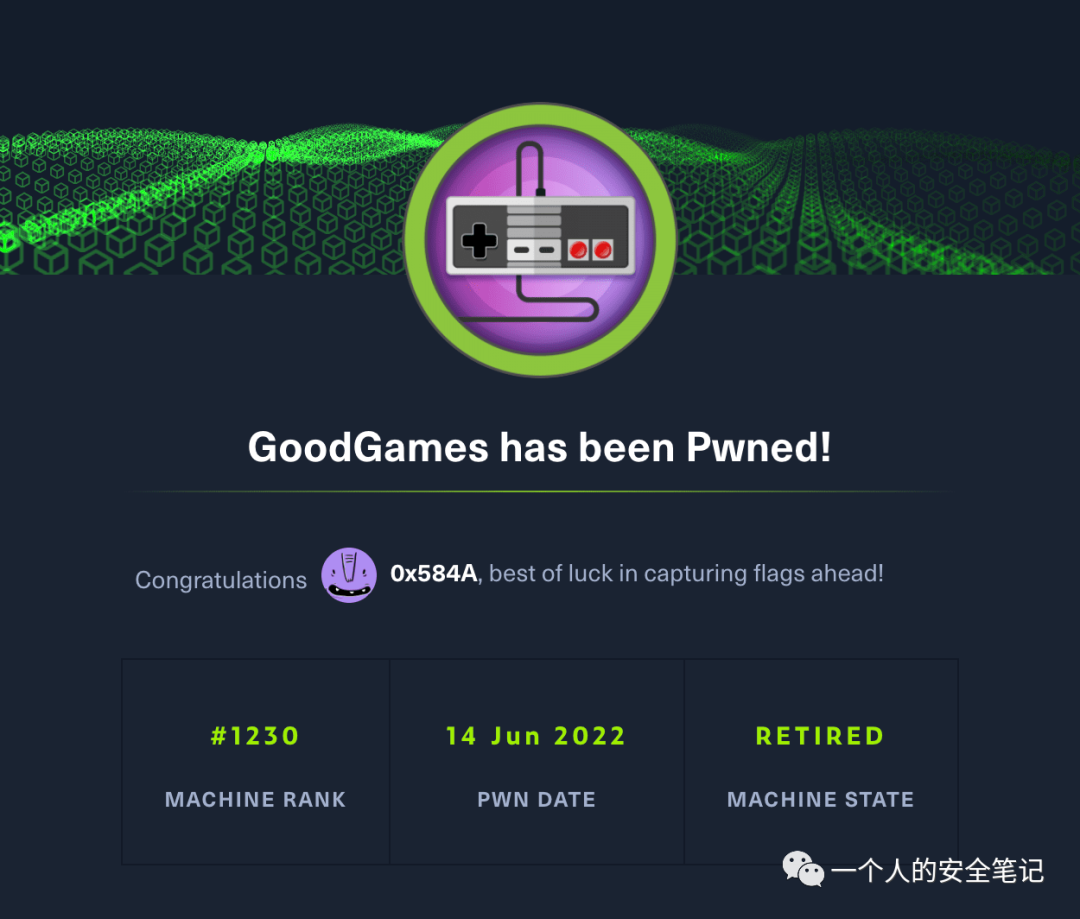 GoodGames has been Pwned!
Congratulations 0x584A, best of luck in capturing flags ahead!
#1230 14 Jun 2022 RETIRED
MACHINE RANK PWN DATE MACHINE STATE
一个人的安全笔记